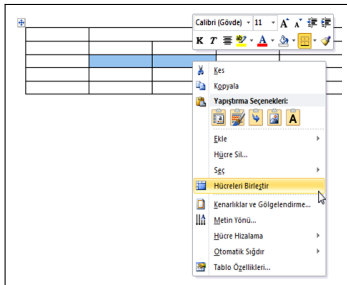 Calibri (Gövde) 11 A A
K T A
Kes
Kopyala
Yapıştırma Seçenekleri:
A
Ekle
Hücre Sil...
Seç
Hücreleri Birleştir
Kenarlıklar ve Gölgelendirme...
Metin Yönü...
Hücre Hizalama
Otomatik Sığdır
Tablo Özellikleri...